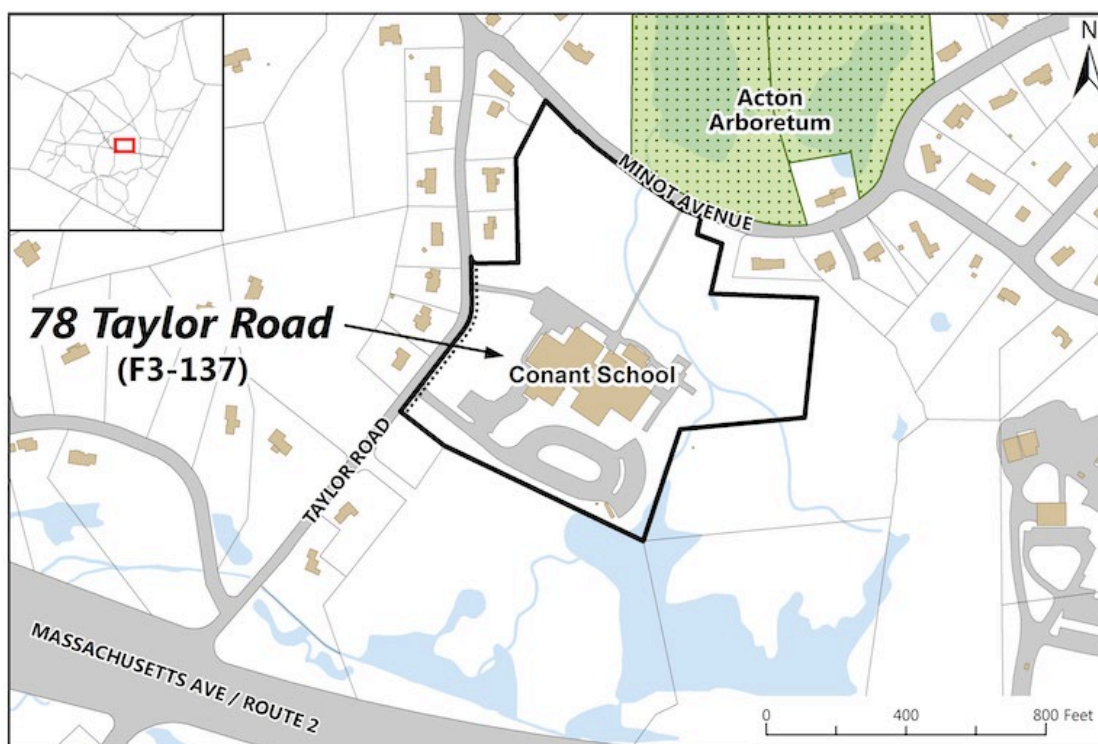 N
Acton
Arboretum
MINOT AVENUE
78 Taylor Road
(F3-137)
Conant School
TAYLOR ROAD
MASSACHUSETTS AVE / ROUTE 2
0 400 800 Feet